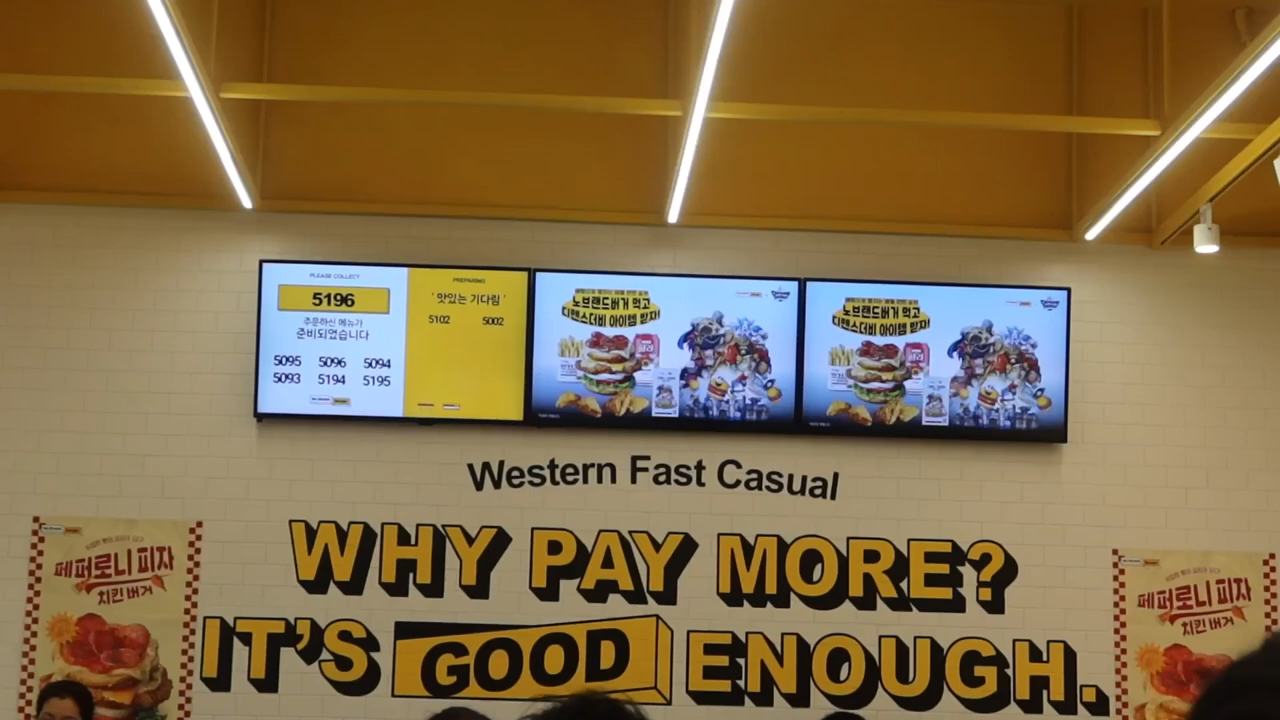 PLEASE COLLECT
5196
주문하신 메뉴가
준비되었습니다
5095 5096 5094
5093 5194 5195
PREPARING
' 맛있는 기다림 '
5102 5002
노브랜드버거 먹고
디펜스더비 아이템 받자!
노브랜드버거 먹고
디펜스더비 아이템 받자!
Western Fast Casual
WHY PAY MORE?
IT'S GOOD ENOUGH.
페퍼로니 피자
치킨 버거
페퍼로니 피자
치킨 버거